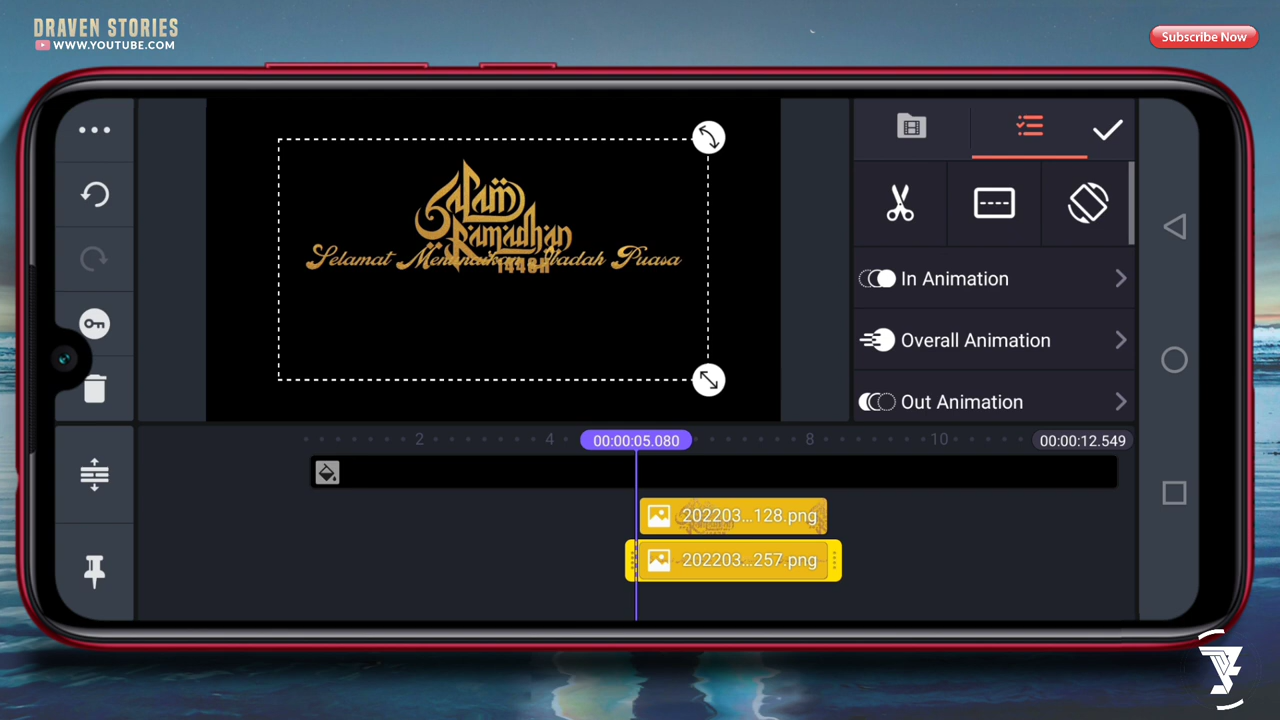 DRAVEN STORIES
WWW.YOUTUBE.COM
Subscribe Now
Salam
Ramadhan
Selamat Menunaikan Ibadah Puasa
In Animation
Overall Animation
Out Animation
2
4
00:00:05.080
8
10
00:00:12.549
202203...128.png
202203...257.png